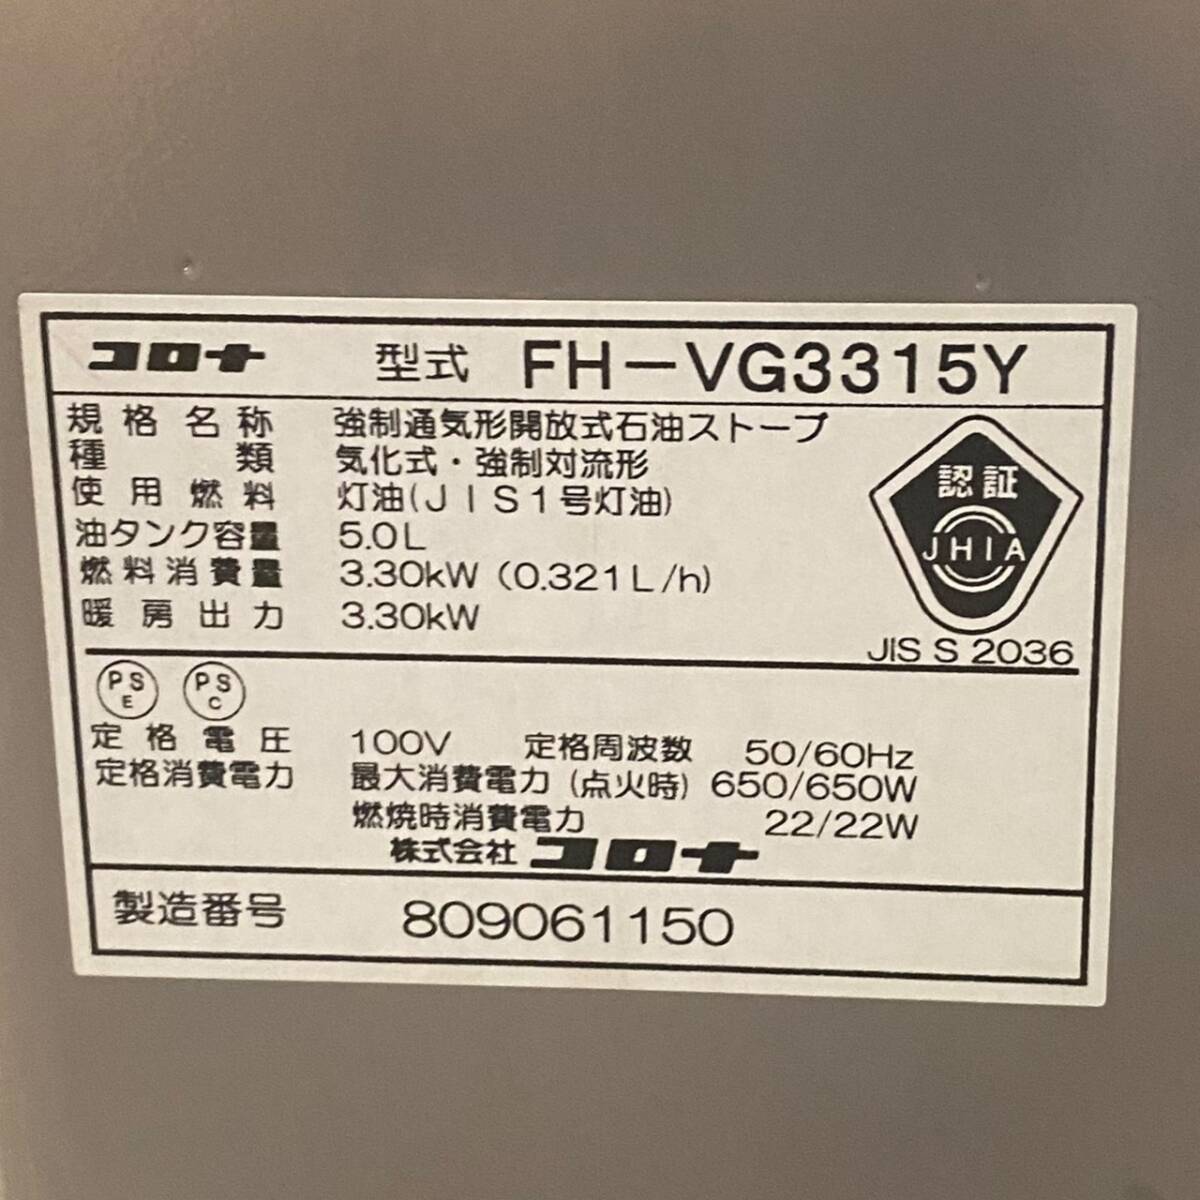 コロナ 型式 FH-VG3315Y
規格名称 強制通気形開放式石油ストーブ
種類 気化式・強制対流形
使用燃料 灯油(JIS1号灯油)
油タンク容量 5.0L
燃料消費量 3.30kW (0.321L/h)
暖房出力 3.30kW
認証
JHIA
JIS S 2036
PS E PS C
定格電圧 100V 定格周波数 50/60Hz
定格消費電力 最大消費電力(点火時) 650/650W
燃焼時消費電力 22/22W
株式会社 コロナ
製造番号 809061150